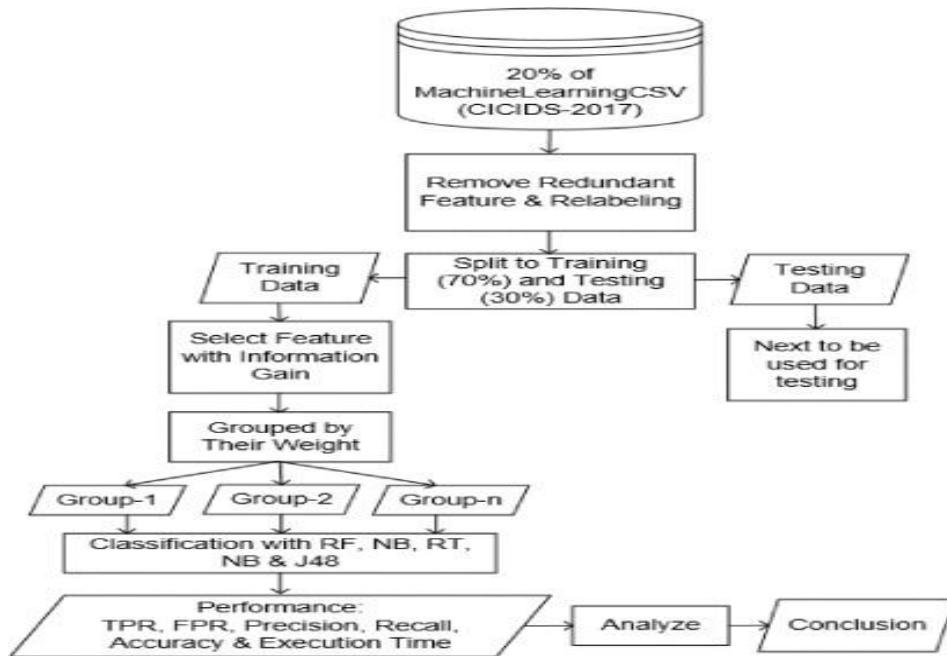 20% of
MachineLearningCSV
(CICIDS-2017)
Remove Redundant
Feature & Relabeling
Training
Data
Split to Training
(70%) and Testing
(30%) Data
Testing
Data
Select Feature
with Information
Gain
Next to be
used for
testing
Grouped by
Their Weight
Group-1
Group-2
Group-n
Classification with RF, NB, RT,
NB & J48
Performance:
TPR, FPR, Precision, Recall,
Accuracy & Execution Time
Analyze
Conclusion